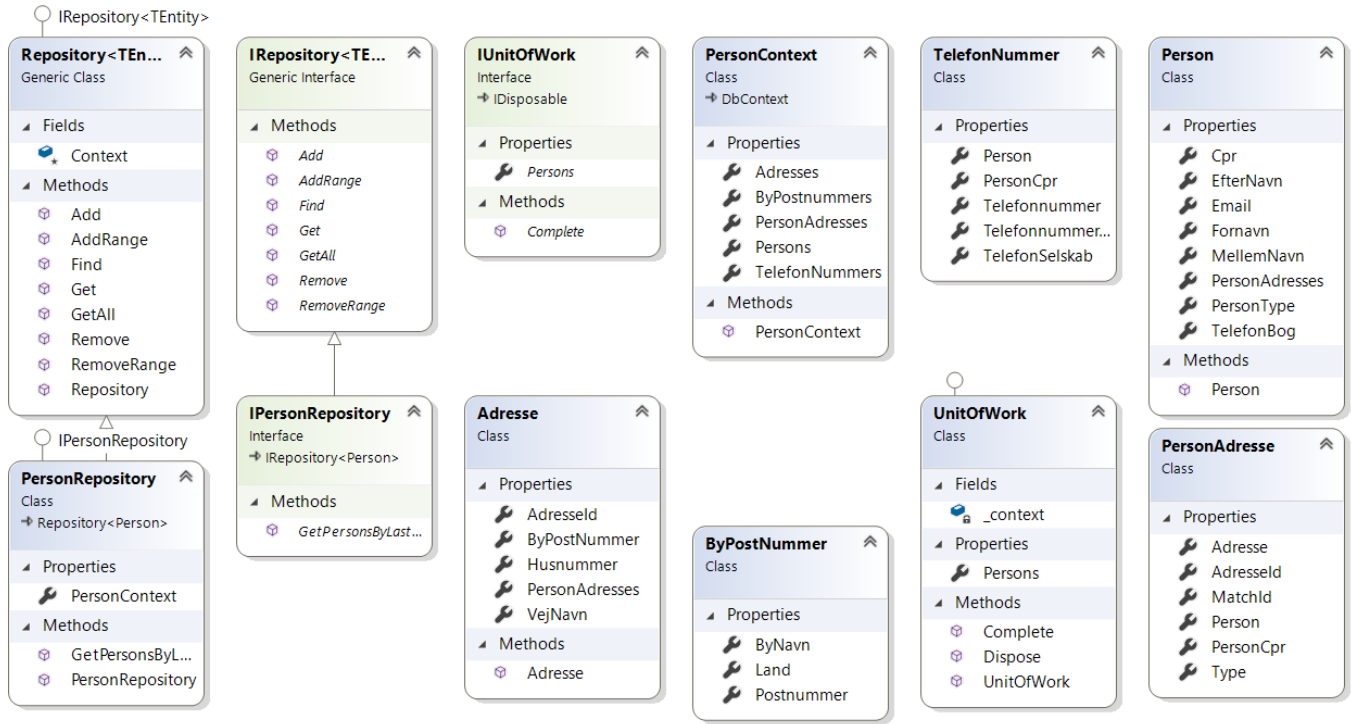 IRepository<TEntity>
Repository<TEn...
Generic Class
Fields
Context
Methods
Add
AddRange
Find
Get
GetAll
Remove
RemoveRange
Repository
IPersonRepository
PersonRepository
Class
Repository<Person>
Properties
PersonContext
Methods
GetPersonsByL...
PersonRepository
IRepository<TE...
Generic Interface
Methods
Add
AddRange
Find
Get
GetAll
Remove
RemoveRange
IPersonRepository
Interface
IRepository<Person>
Methods
GetPersonsByLast...
IUnitOfWork
Interface
IDisposable
Properties
Persons
Methods
Complete
Adresse
Class
Properties
AdresseId
ByPostNummer
Husnummer
PersonAdresses
VejNavn
Methods
Adresse
PersonContext
Class
DbContext
Properties
Adresses
ByPostnummers
PersonAdresses
Persons
TelefonNummers
Methods
PersonContext
ByPostNummer
Class
Properties
ByNavn
Land
Postnummer
TelefonNummer
Class
Properties
Person
PersonCpr
Telefonnummer
Telefonnummer...
TelefonSelskab
UnitOfWork
Class
Fields
_context
Properties
Persons
Methods
Complete
Dispose
UnitOfWork
Person
Class
Properties
Cpr
EfterNavn
Email
Fornavn
MellemNavn
PersonAdresses
PersonType
TelefonBog
Methods
Person
PersonAdresse
Class
Properties
Adresse
AdresseId
MatchId
Person
PersonCpr
Type